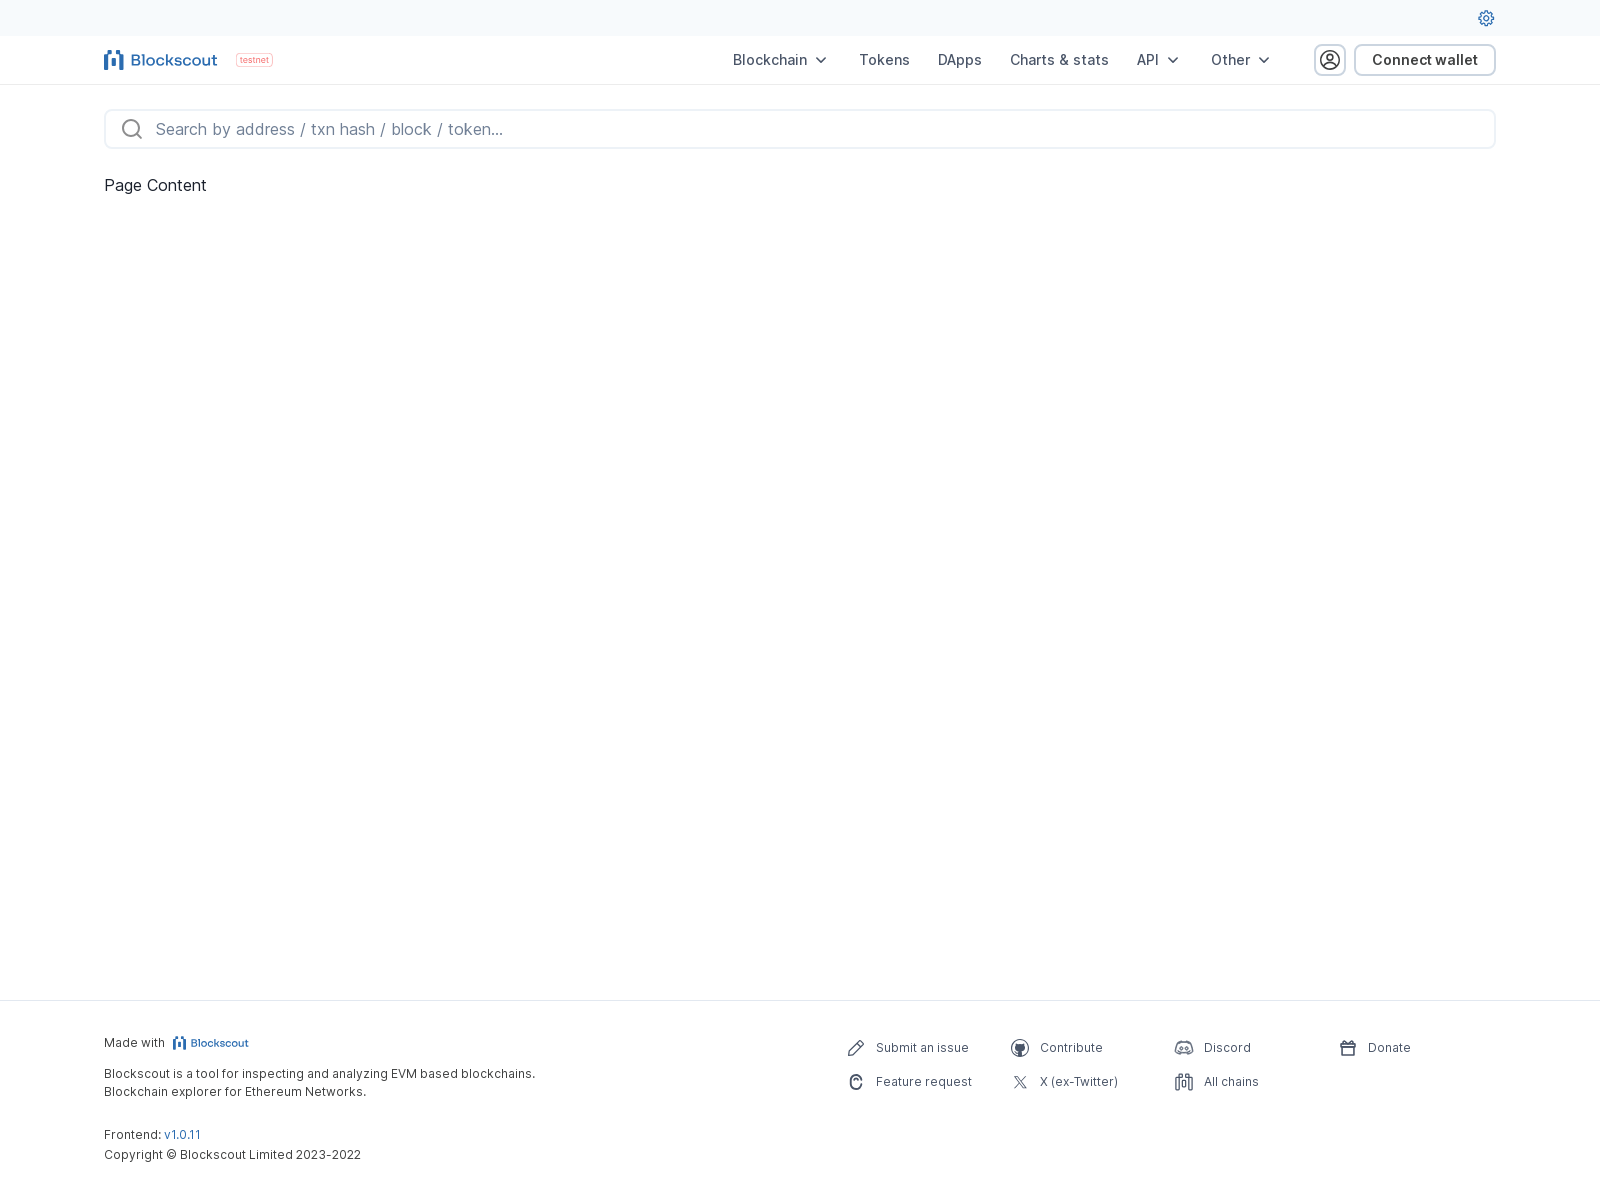 Blockscout testnet Blockchain Tokens DApps Charts & stats API Other Connect wallet
Search by address / txn hash / block / token...
Page Content
Made with Blockscout
Blockscout is a tool for inspecting and analyzing EVM based blockchains.
Blockchain explorer for Ethereum Networks.
Frontend: v1.0.11
Copyright © Blockscout Limited 2023-2022
Submit an issue Contribute Discord Donate
Feature request X (ex-Twitter) All chains